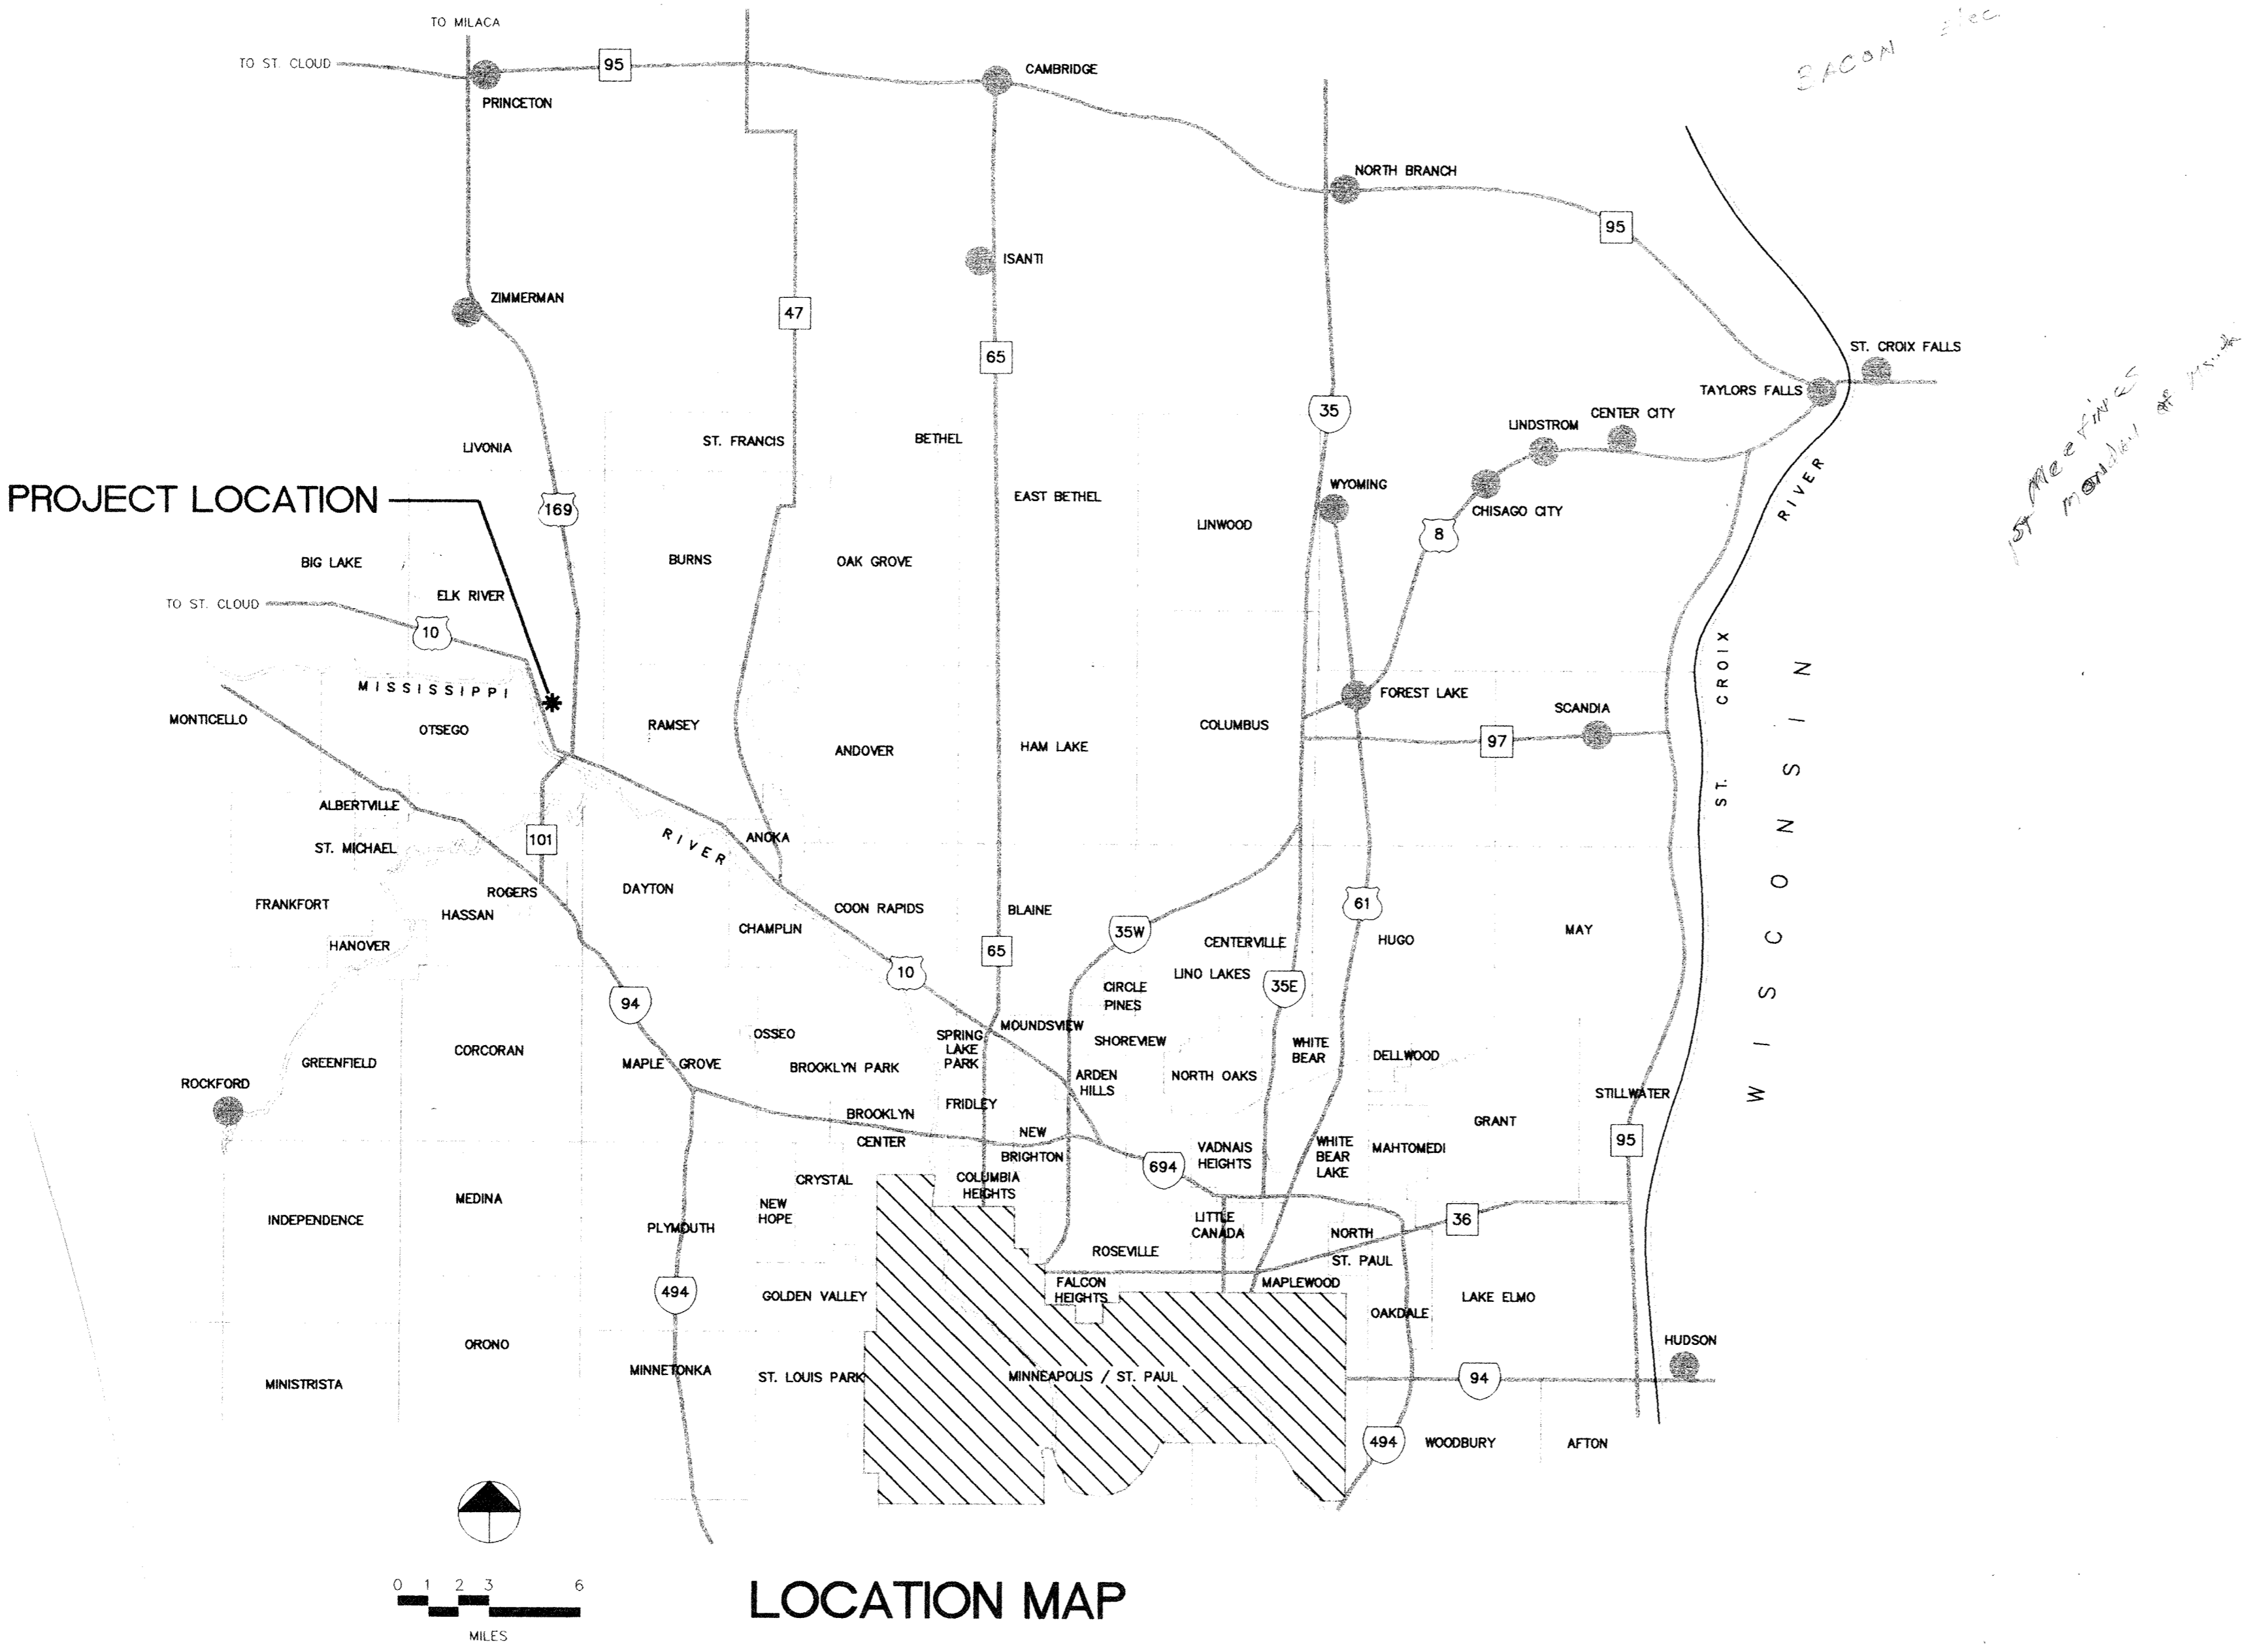 TO MILACA
TO ST. CLOUD
95
PRINCETON
CAMBRIDGE
BACON
NORTH BRANCH
95
ISANTI
ZIMMERMAN
47
65
ST. CROIX FALLS
TAYLORS FALLS
35
CENTER CITY
LINDSTROM
1st Meetings
LIVONIA
ST. FRANCIS
BETHEL
WYOMING
CHISAGO CITY
PROJECT LOCATION
169
EAST BETHEL
LINWOOD
8
RIVER
BIG LAKE
BURNS
OAK GROVE
ELK RIVER
TO ST. CLOUD
10
MISSISSIPPI
MONTICELLO
OTSEGO
RAMSEY
ANDOVER
HAM LAKE
COLUMBUS
FOREST LAKE
SCANDIA
97
ST. CROIX
WISCONSIN
ALBERTVILLE
ST. MICHAEL
101
RIVER
ANOKA
ROGERS
DAYTON
FRANKFORT
HASSAN
HANOVER
CHAMPLIN
COON RAPIDS
BLAINE
65
35W
CENTERVILLE
61
HUGO
MAY
LINO LAKES
10
94
CIRCLE
PINES
35E
OSSEO
SPRING
LAKE
PARK
MOUNDSVIEW
SHOREVIEW
WHITE
BEAR
DELLWOOD
GREENFIELD
CORCORAN
MAPLE GROVE
BROOKLYN PARK
ARDEN
HILLS
NORTH OAKS
ROCKFORD
STILLWATER
FRIDLEY
BROOKLYN
CENTER
NEW
BRIGHTON
GRANT
95
694
VADNAIS
HEIGHTS
WHITE
BEAR
LAKE
MAHTOMEDI
CRYSTAL
COLUMBIA
HEIGHTS
MEDINA
NEW
HOPE
INDEPENDENCE
PLYMOUTH
LITTLE
CANADA
36
NORTH
ST. PAUL
ROSEVILLE
494
GOLDEN VALLEY
FALCON
HEIGHTS
MAPLEWOOD
OAKDALE
LAKE ELMO
ORONO
HUDSON
MINISTRISTA
MINNETONKA
ST. LOUIS PARK
MINNEAPOLIS / ST. PAUL
94
494
WOODBURY
AFTON
0 1 2 3 6
MILES
LOCATION MAP